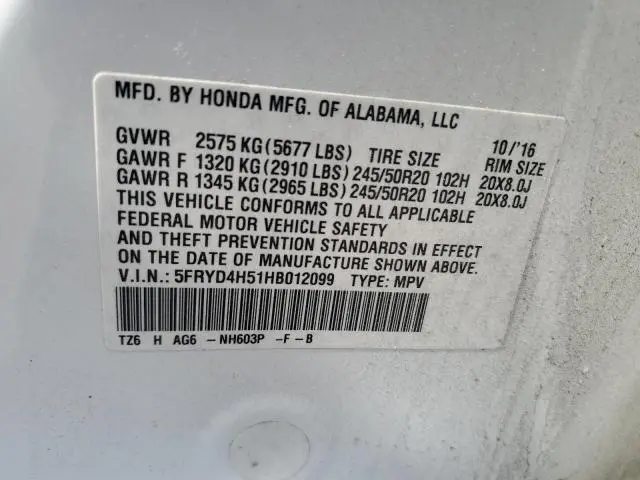 MFD. BY HONDA MFG. OF ALABAMA, LLC
GVWR 2575 KG (5677 LBS) TIRE SIZE 10/'16 RIM SIZE
GAWR F 1320 KG (2910 LBS) 245/50R20 102H 20X8.0J
GAWR R 1345 KG (2965 LBS) 245/50R20 102H 20X8.0J
THIS VEHICLE CONFORMS TO ALL APPLICABLE
FEDERAL MOTOR VEHICLE SAFETY
AND THEFT PREVENTION STANDARDS IN EFFECT
ON THE DATE OF MANUFACTURE SHOWN ABOVE.
V.I.N.: 5FRYD4H51HB012099 TYPE: MPV
TZ6 H AG6 -NH603P -F-B